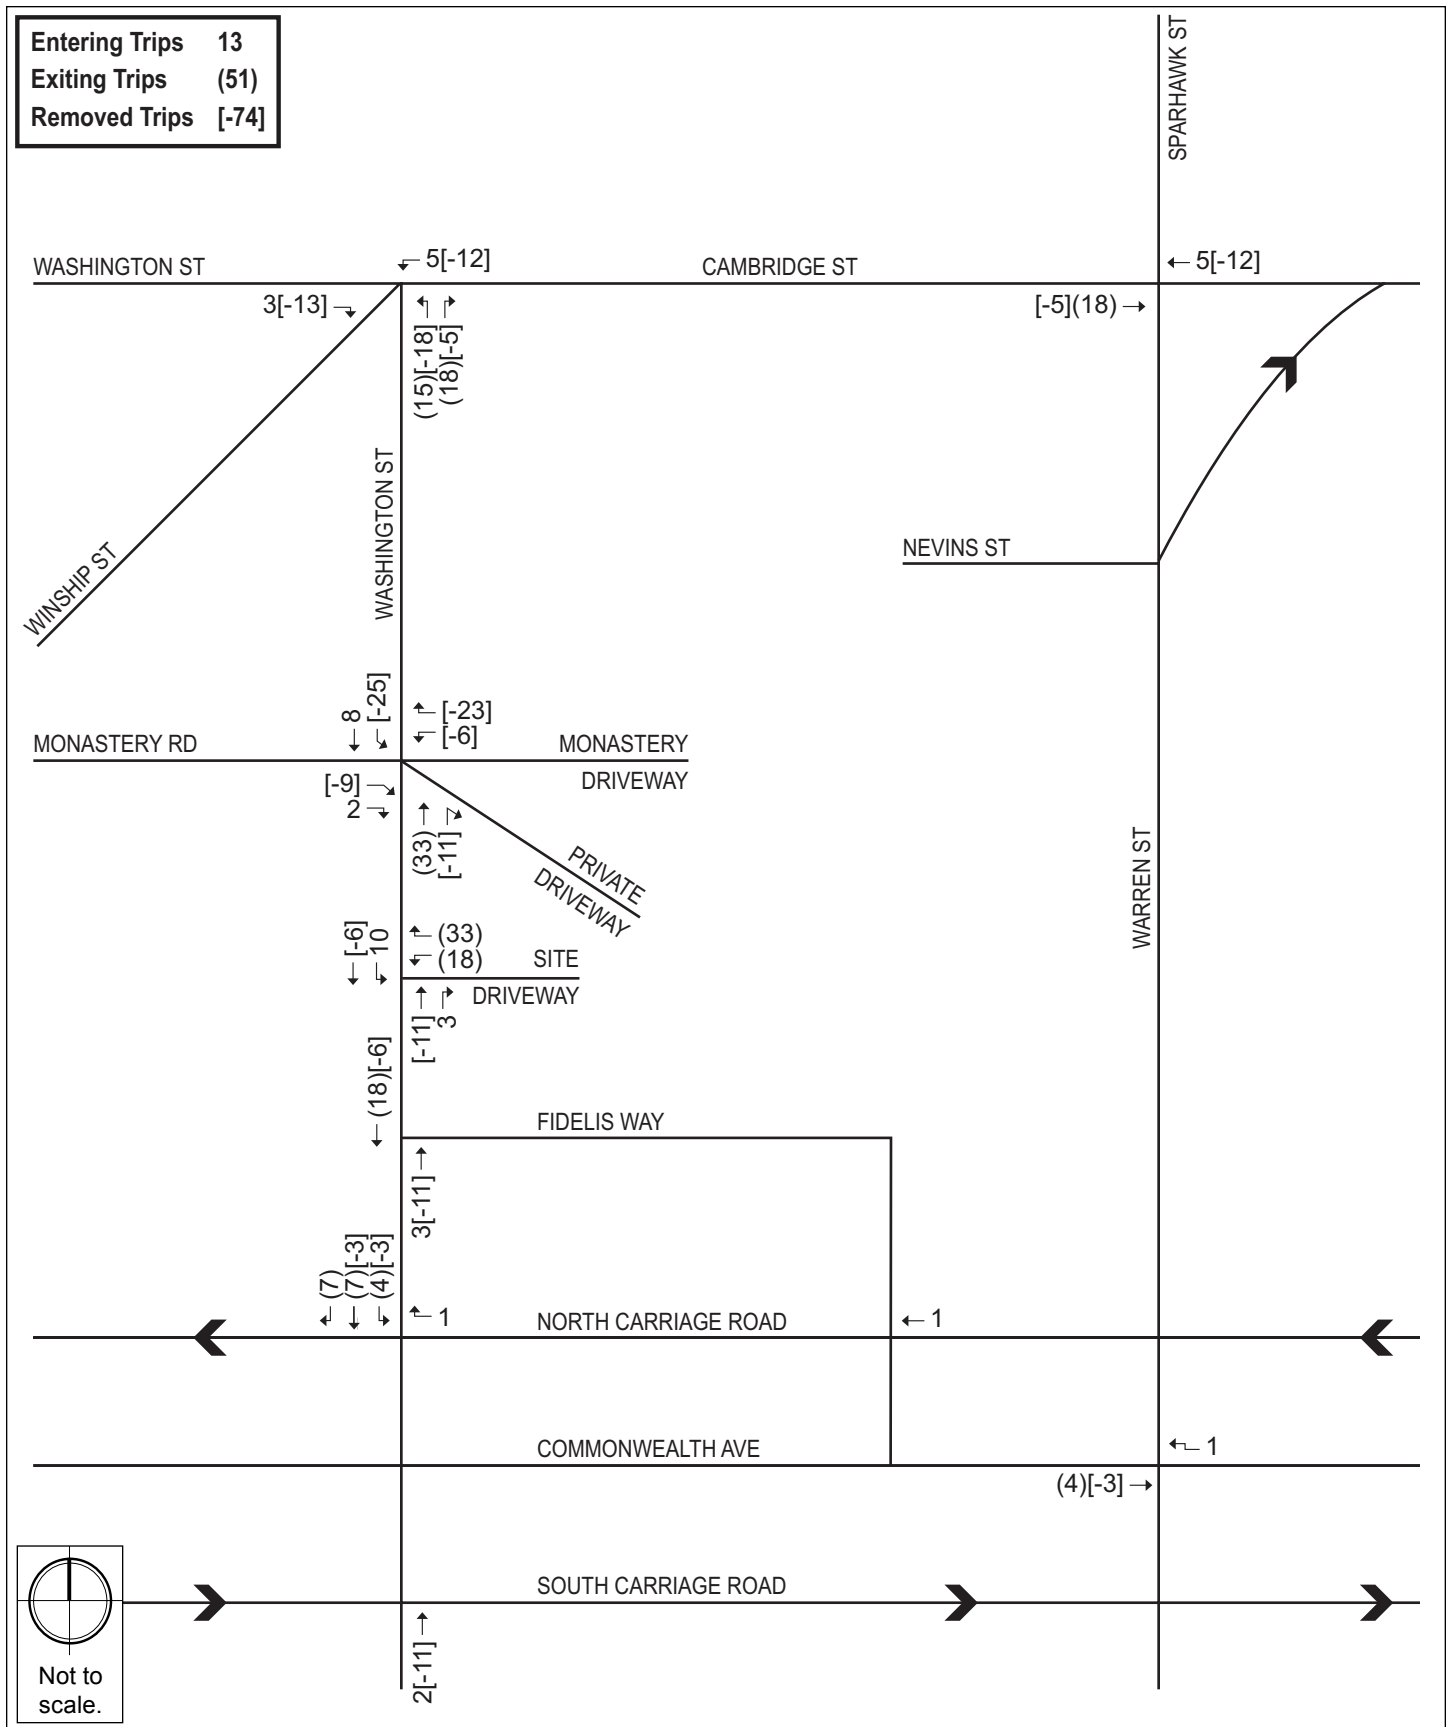 Entering Trips 13
Exiting Trips (51)
Removed Trips [-74]
SPARHAWK ST
WASHINGTON ST
5[-12]
CAMBRIDGE ST
5[-12]
3[-13]
[-5](18)
(15)[-18]
(18)[-5]
WASHINGTON ST
WINSHIP ST
NEVINS ST
8
[-25]
[-23]
[-6]
MONASTERY RD
MONASTERY
DRIVEWAY
[-9]
2
(33)
[-11]
PRIVATE
DRIVEWAY
WARREN ST
[-6]
10
(33)
(18)
SITE
DRIVEWAY
[-11]
3
(18)[-6]
FIDELIS WAY
3[-11]
(7)
(7)[-3]
(4)[-3]
1
NORTH CARRIAGE ROAD
1
COMMONWEALTH AVE
1
(4)[-3]
SOUTH CARRIAGE ROAD
2[-11]
Not to
scale.